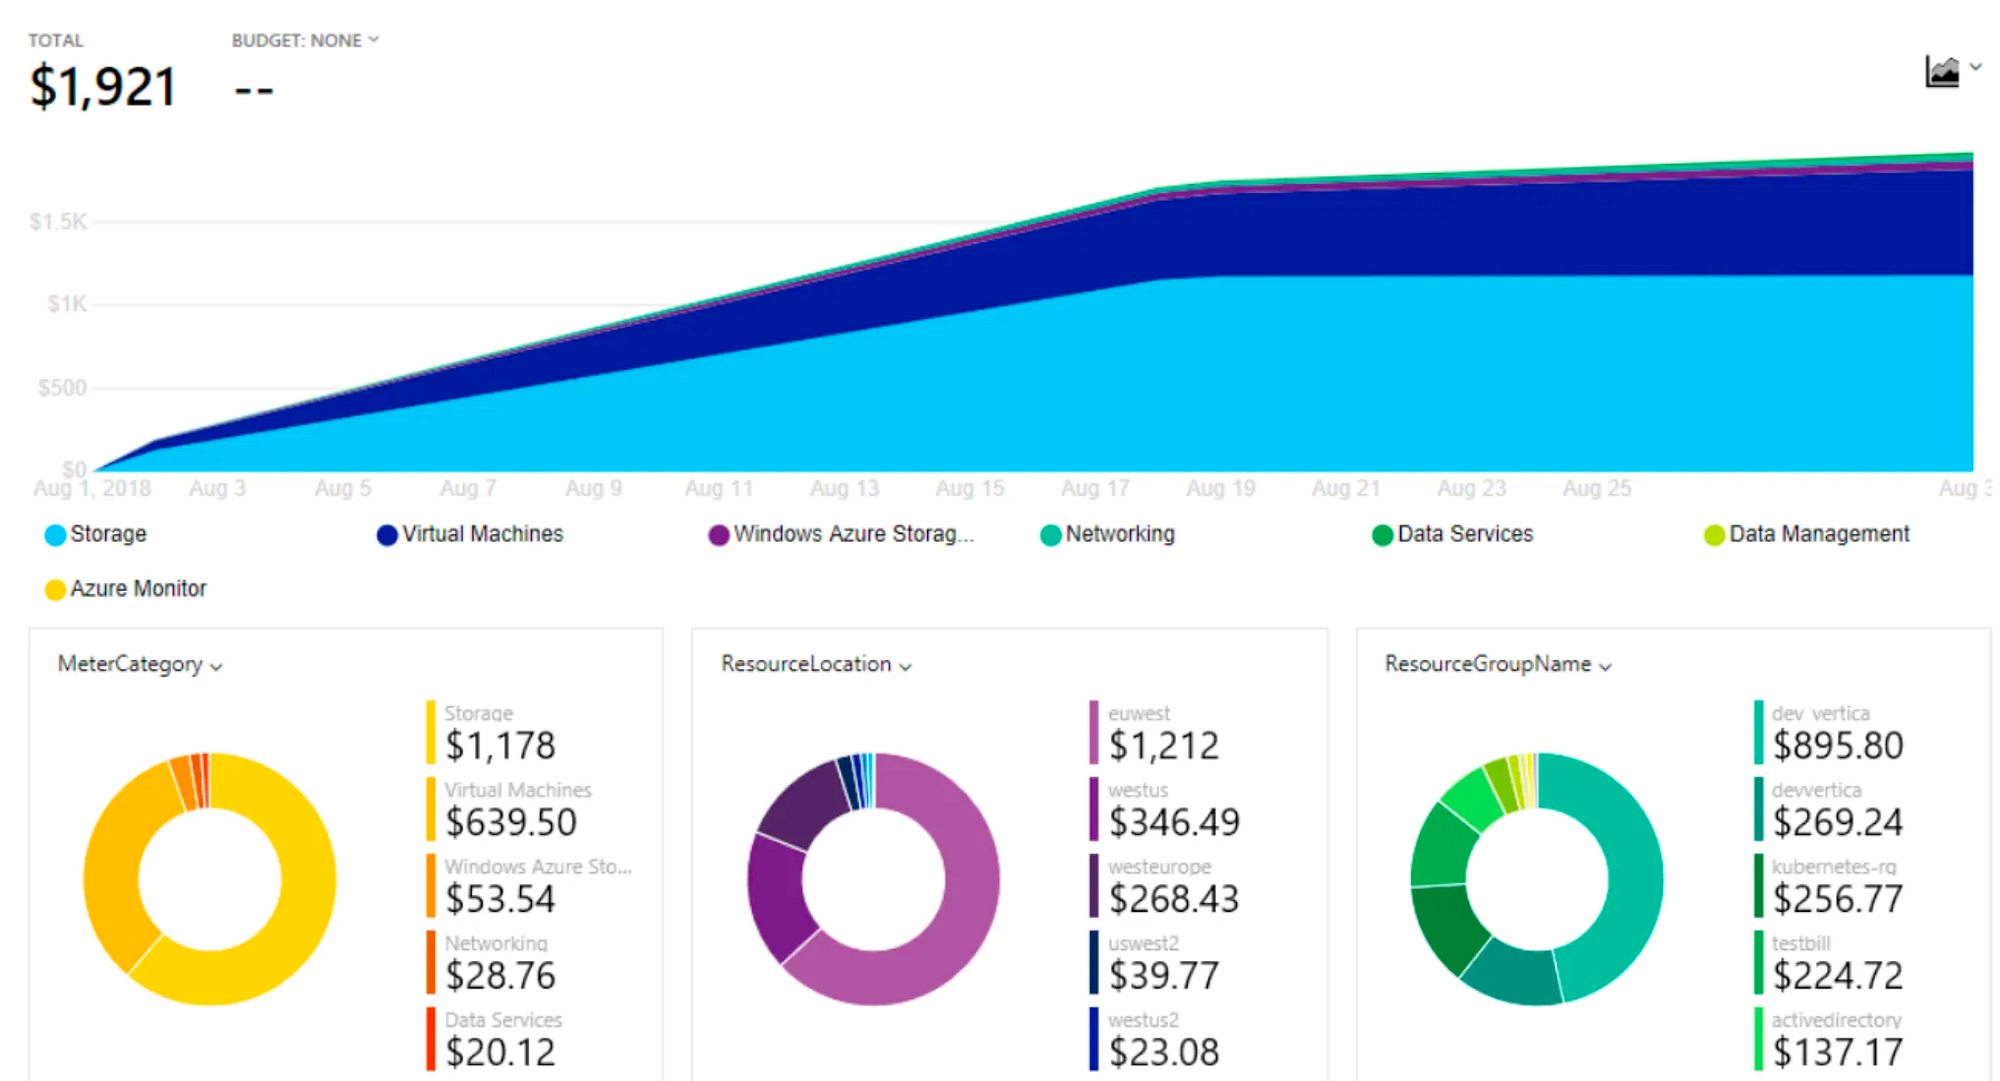 TOTAL
BUDGET: NONE
$1,921
--
$1.5K
$1K
$500
$0
Aug 1, 2018 Aug 3 Aug 5 Aug 7 Aug 9 Aug 11 Aug 13 Aug 15 Aug 17 Aug 19 Aug 21 Aug 23 Aug 25 Aug 3
Storage Virtual Machines Windows Azure Storag... Networking Data Services Data Management
Azure Monitor
MeterCategory
Storage
$1,178
Virtual Machines
$639.50
Windows Azure Sto...
$53.54
Networking
$28.76
Data Services
$20.12
ResourceLocation
euwest
$1,212
westus
$346.49
westeurope
$268.43
uswest2
$39.77
westus2
$23.08
ResourceGroupName
dev_vertica
$895.80
devvertica
$269.24
kubernetes-rg
$256.77
testbill
$224.72
activedirectory
$137.17